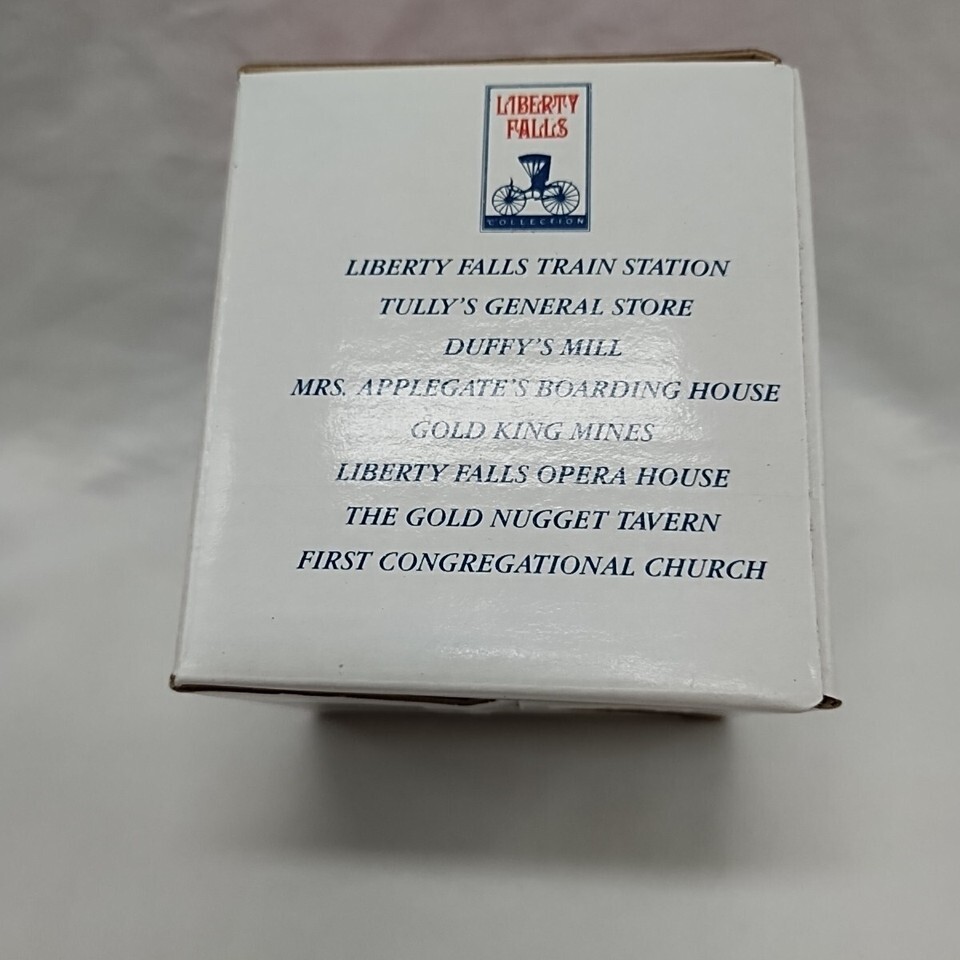 LIBERTY
FALLS
COLLECTION
LIBERTY FALLS TRAIN STATION
TULLY'S GENERAL STORE
DUFFY'S MILL
MRS. APPLEGATE'S BOARDING HOUSE
GOLD KING MINES
LIBERTY FALLS OPERA HOUSE
THE GOLD NUGGET TAVERN
FIRST CONGREGATIONAL CHURCH